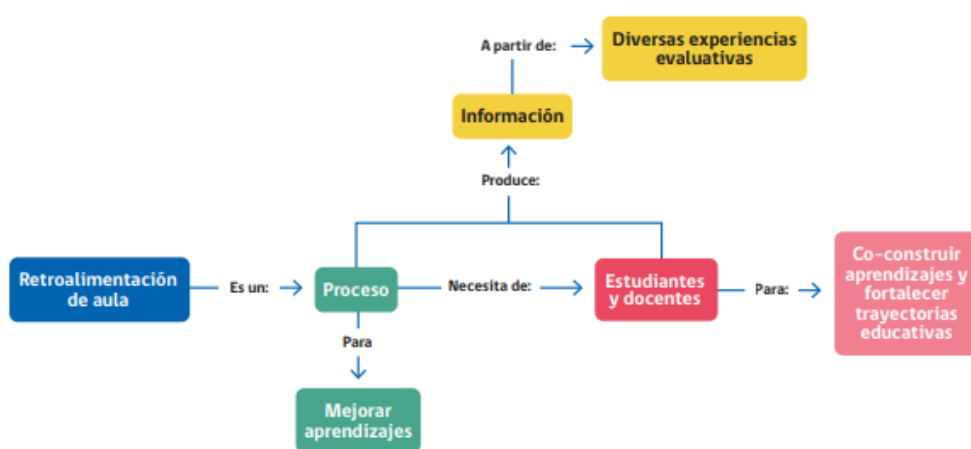 A partir de:
Diversas experiencias
evaluativas
Información
Produce:
Retroalimentación
de aula
Es un:
Proceso
Necesita de:
Estudiantes
y docentes
Para:
Co-construir
aprendizajes y
fortalecer
trayectorias
educativas
Para
Mejorar
aprendizajes